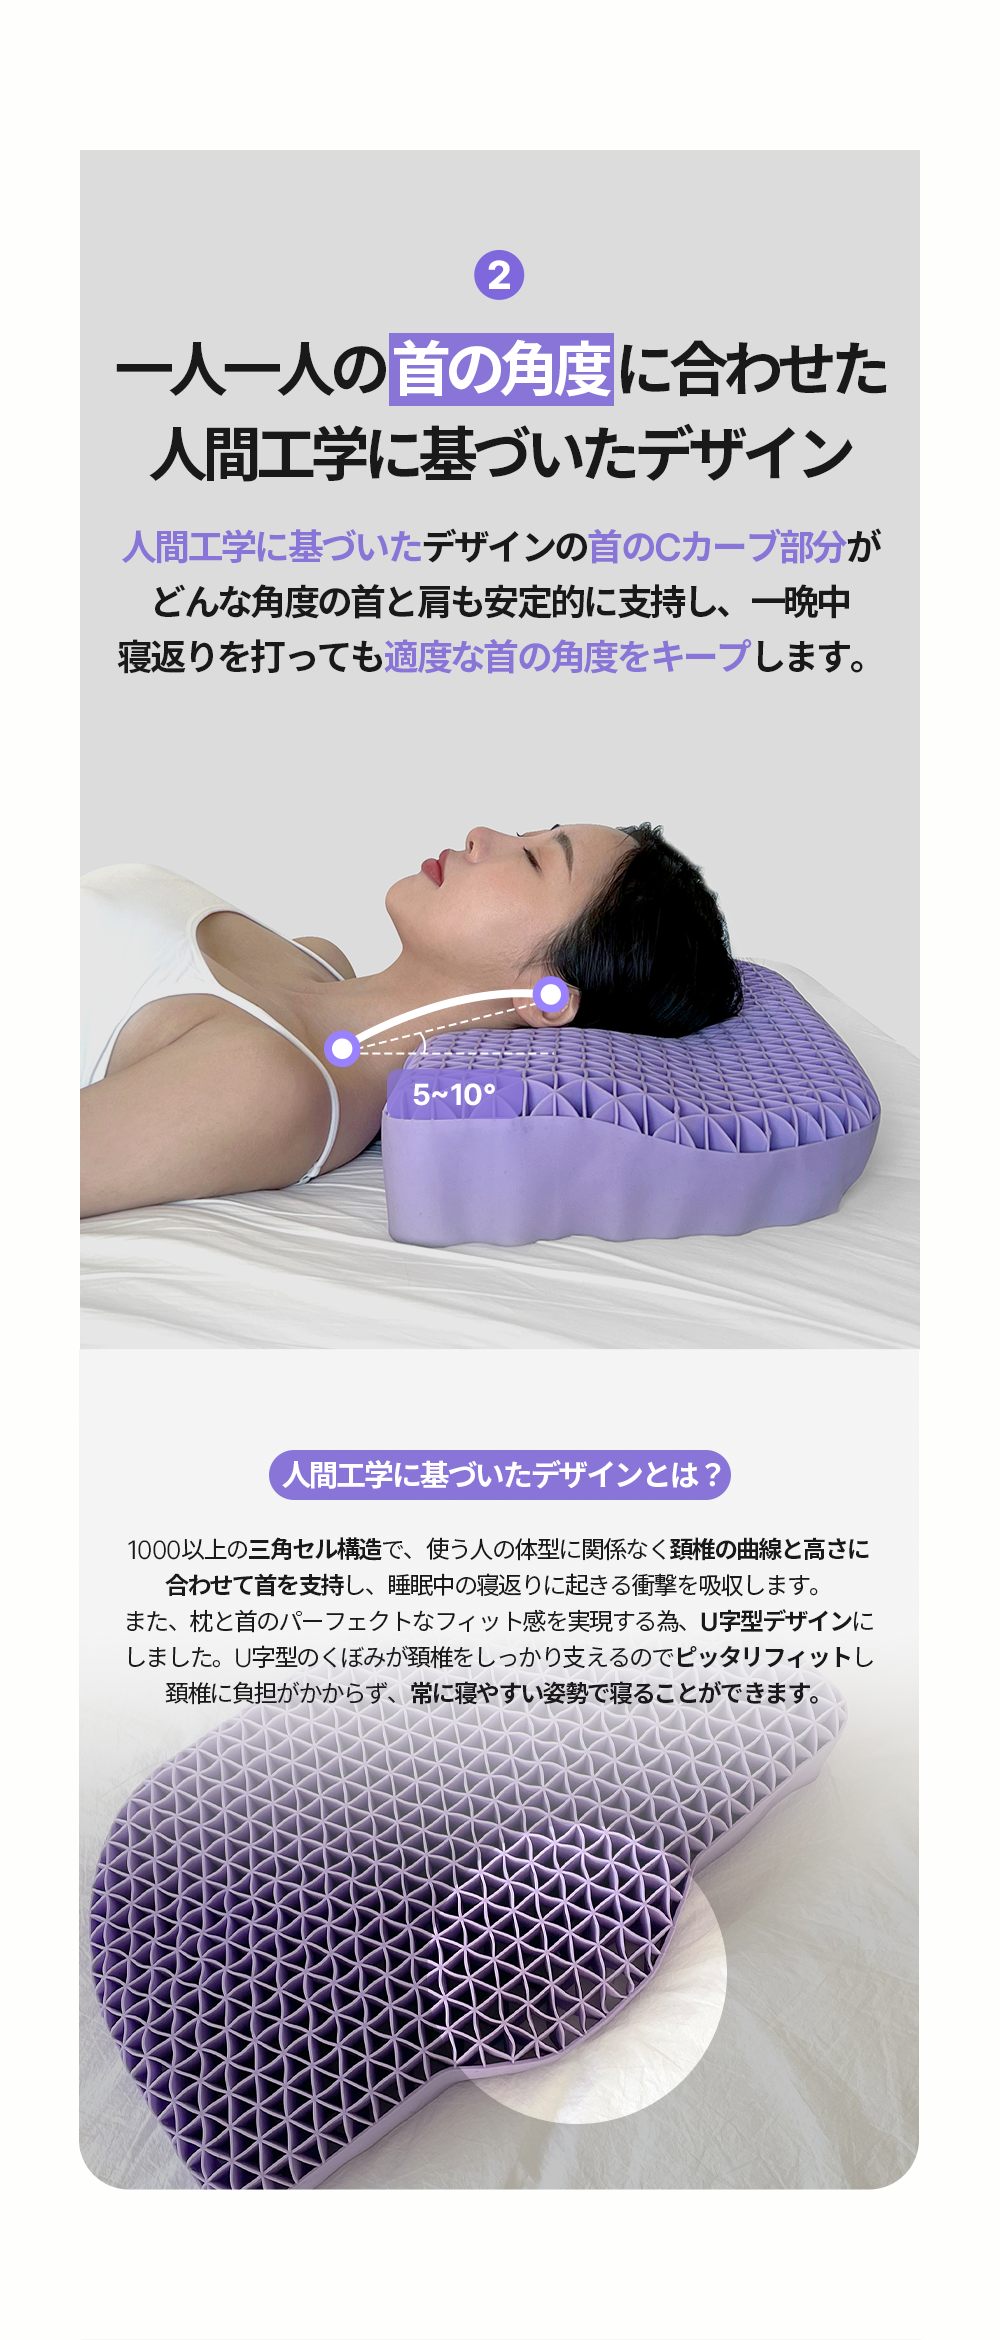 2
一人一人の首の角度に合わせた
人間工学に基づいたデザイン
人間工学に基づいたデザインの首のCカーブ部分が
どんな角度の首と肩も安定的に支持し、一晩中
寝返りを打っても適度な首の角度をキープします。
5~10°
人間工学に基づいたデザインとは？
1000以上の三角セル構造で、使う人の体型に関係なく頚椎の曲線と高さに
合わせて首を支持し、睡眠中の寝返りに起きる衝撃を吸収します。
また、枕と首のパーフェクトなフィット感を実現する為、U字型デザインに
しました。U字型のくぼみが頚椎をしっかり支えるのでピッタリフィットし
頚椎に負担がかからず、常に寝やすい姿勢で寝ることができます。